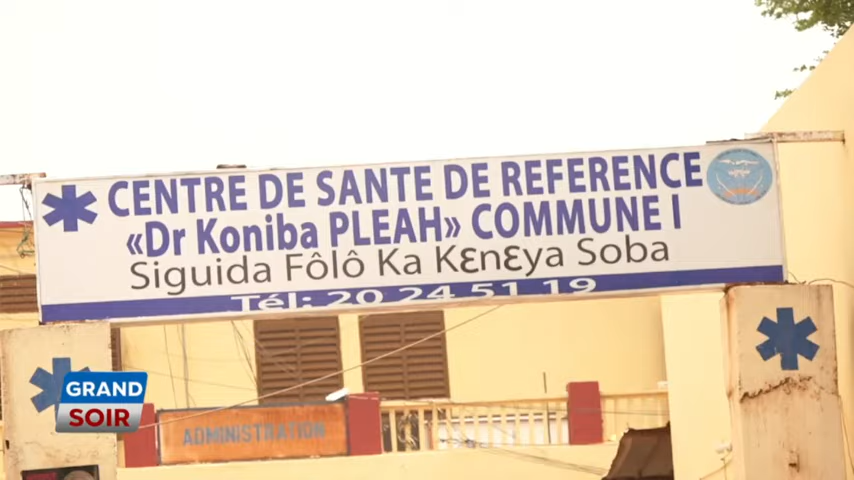 CENTRE DE SANTE DE REFERENCE
«Dr Koniba PLEAH» COMMUNE I
Siguida Fôlô Ka Kɛnɛya Soba
Tél: 20 24 51 19
GRAND
SOIR
ADMINISTRATION